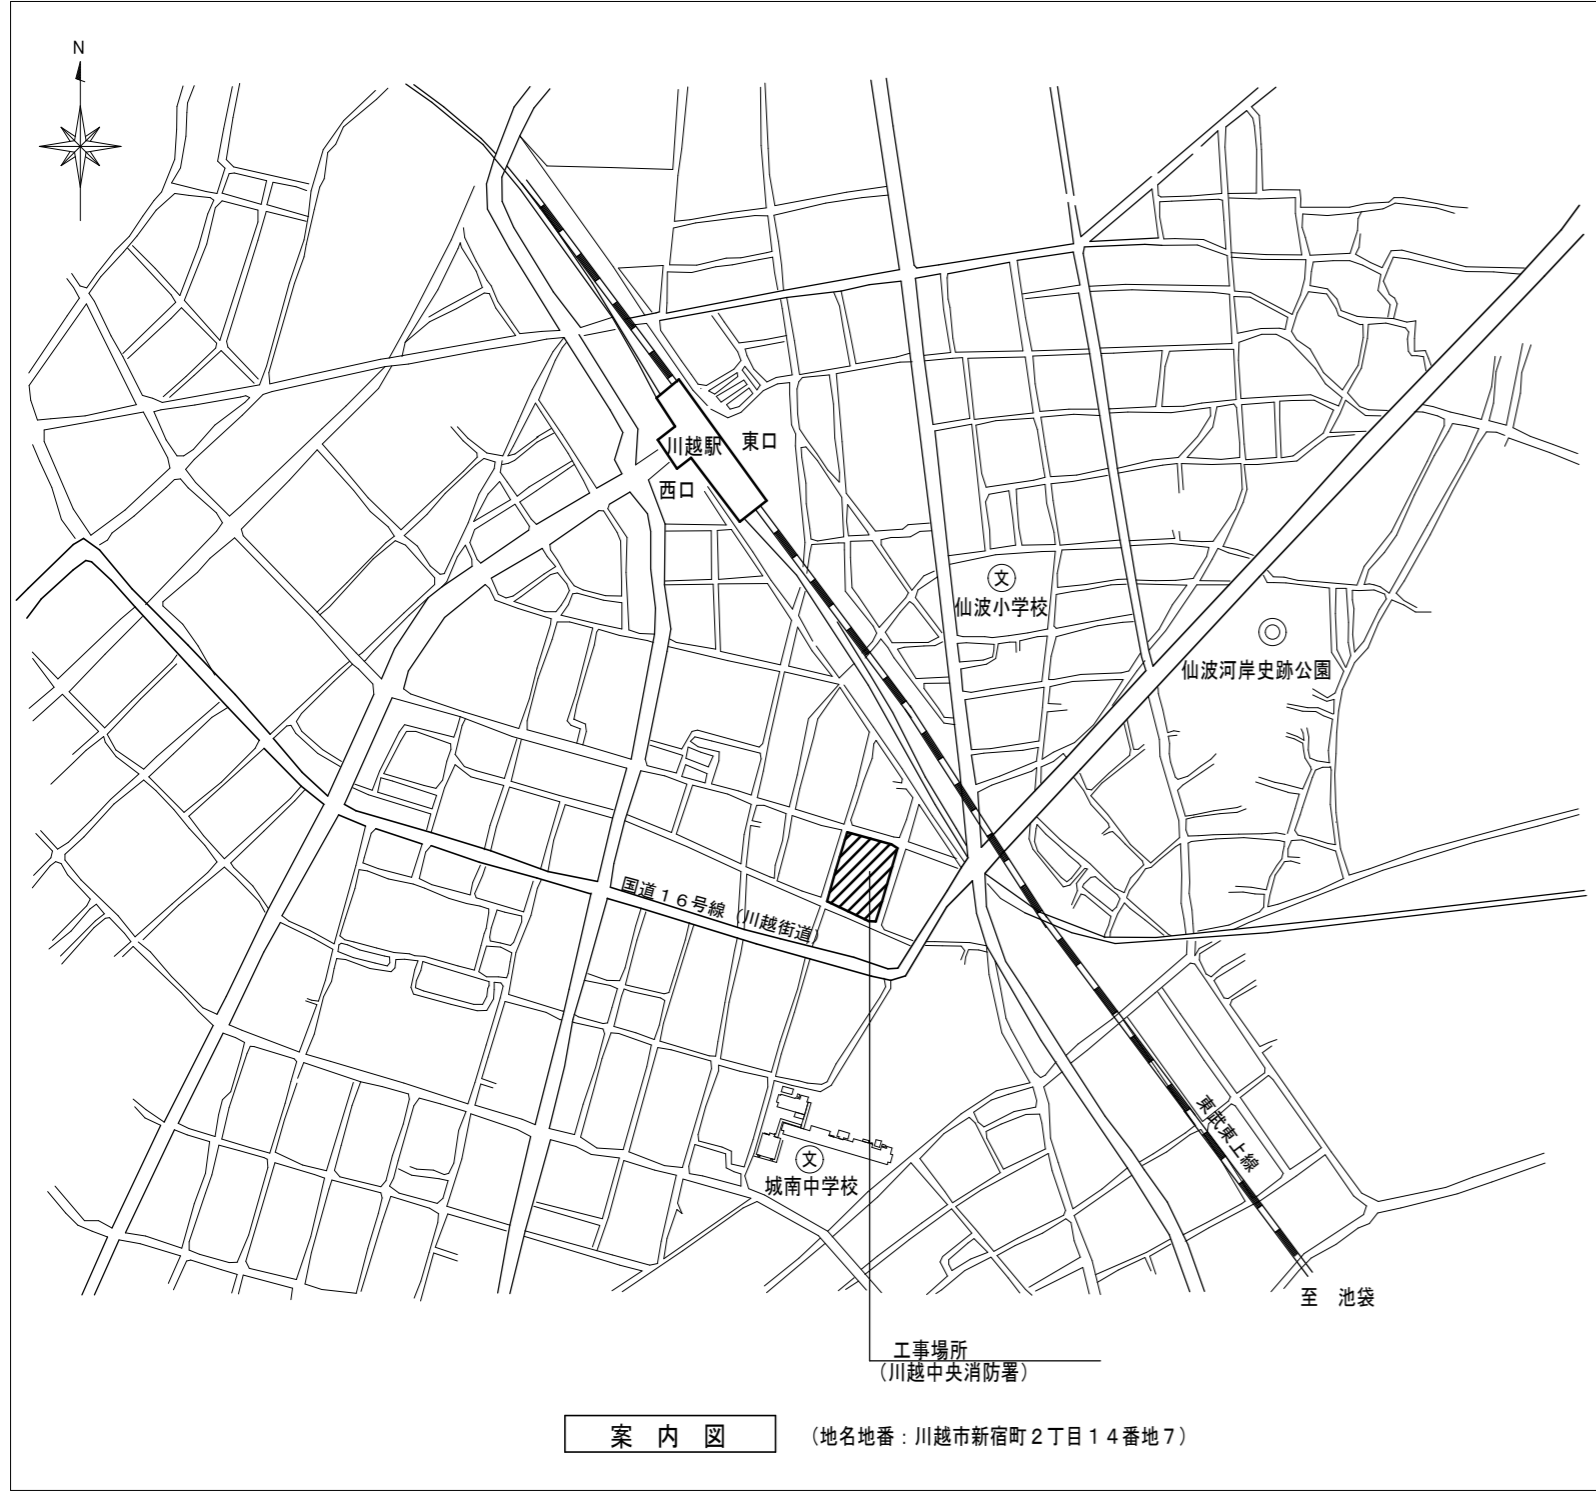 N
川越駅
東口
西口
文
仙波小学校
仙波河岸史跡公園
国道16号線(川越街道)
文
城南中学校
東武東上線
至 池袋
工事場所
(川越中央消防署)
案 内 図
(地名地番:川越市新宿町2丁目14番地7)